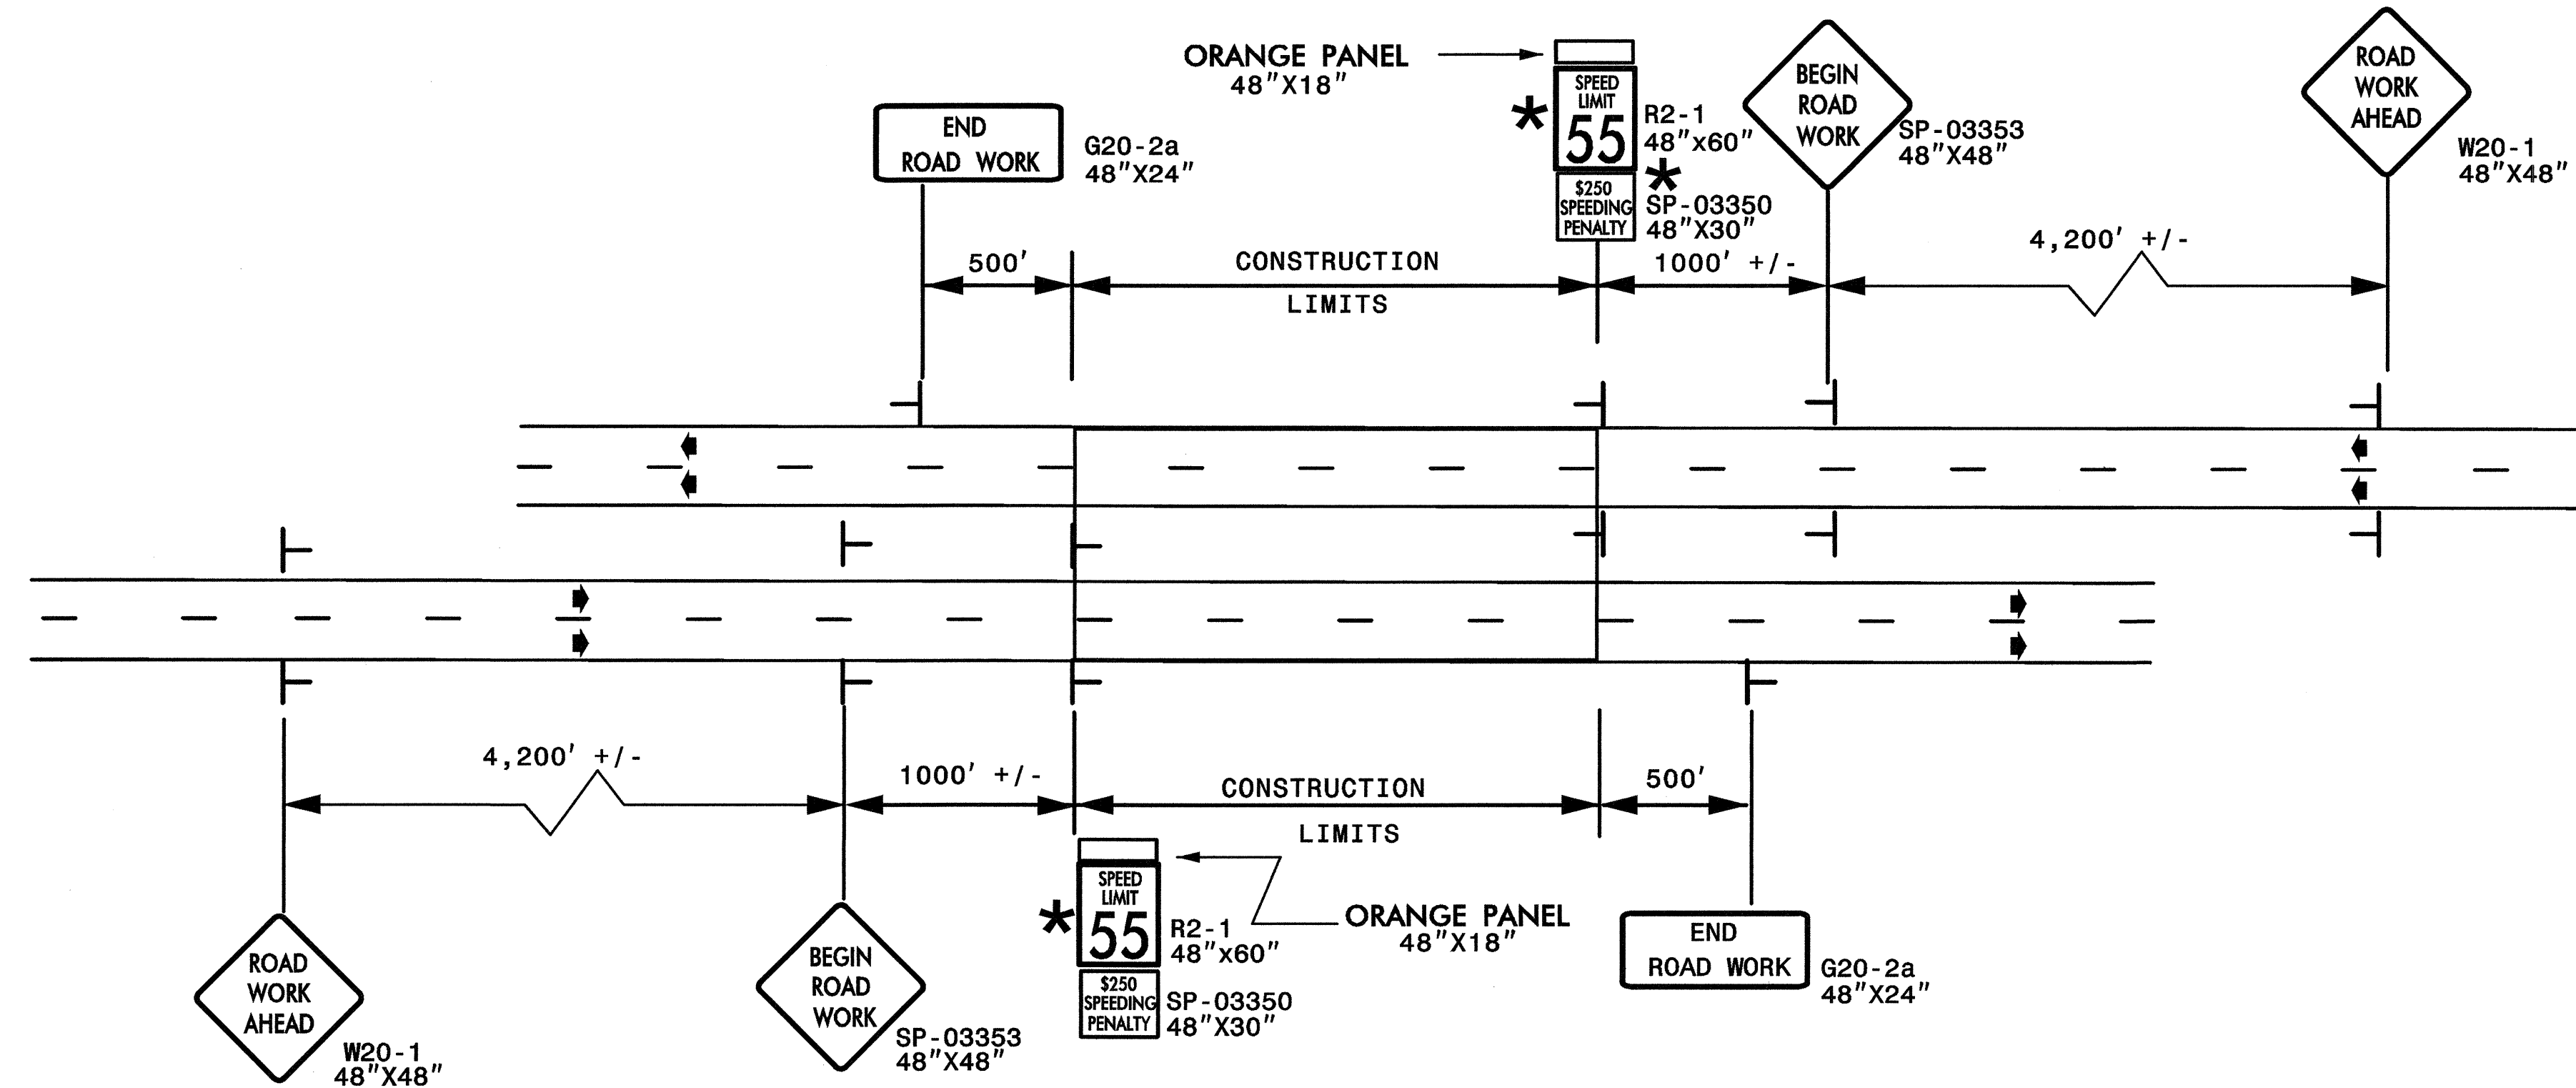 ORANGE PANEL
48"X18"
END
ROAD WORK
G20-2a
48"X24"
*
SPEED
LIMIT
55
R2-1
48"x60"
*
$250
SPEEDING
PENALTY
SP-03350
48"X30"
BEGIN
ROAD
WORK
SP-03353
48"X48"
ROAD
WORK
AHEAD
W20-1
48"X48"
500'
CONSTRUCTION
LIMITS
1000' +/-
4,200' +/-
4,200' +/-
1000' +/-
CONSTRUCTION
LIMITS
500'
ROAD
WORK
AHEAD
W20-1
48"X48"
BEGIN
ROAD
WORK
SP-03353
48"X48"
*
SPEED
LIMIT
55
R2-1
48"x60"
$250
SPEEDING
PENALTY
SP-03350
48"X30"
ORANGE PANEL
48"X18"
END
ROAD WORK
G20-2a
48"X24"